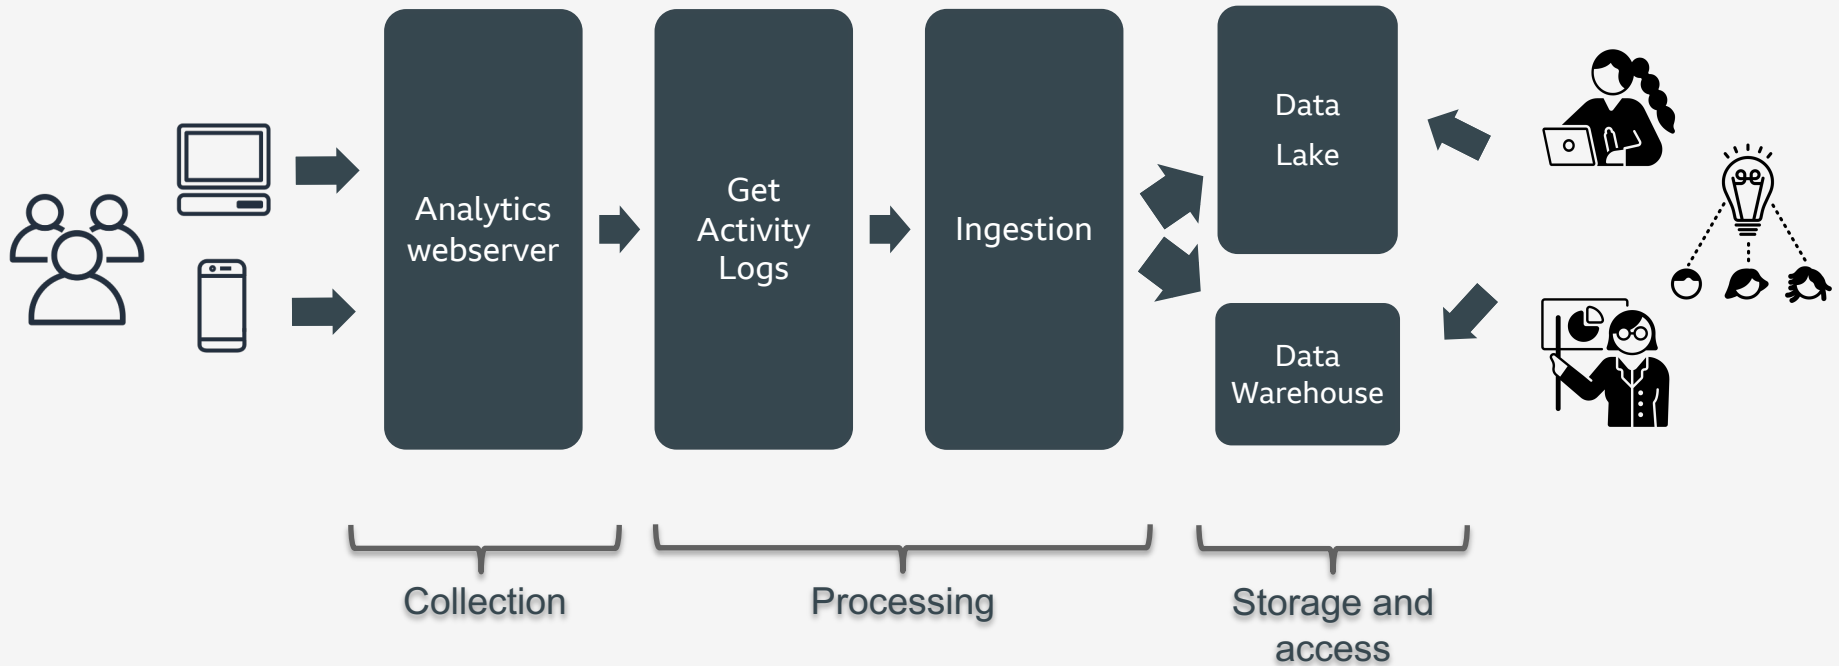 Analytics
webserver
Get
Activity
Logs
Ingestion
Data
Lake
Data
Warehouse
Collection
Processing
Storage and
access